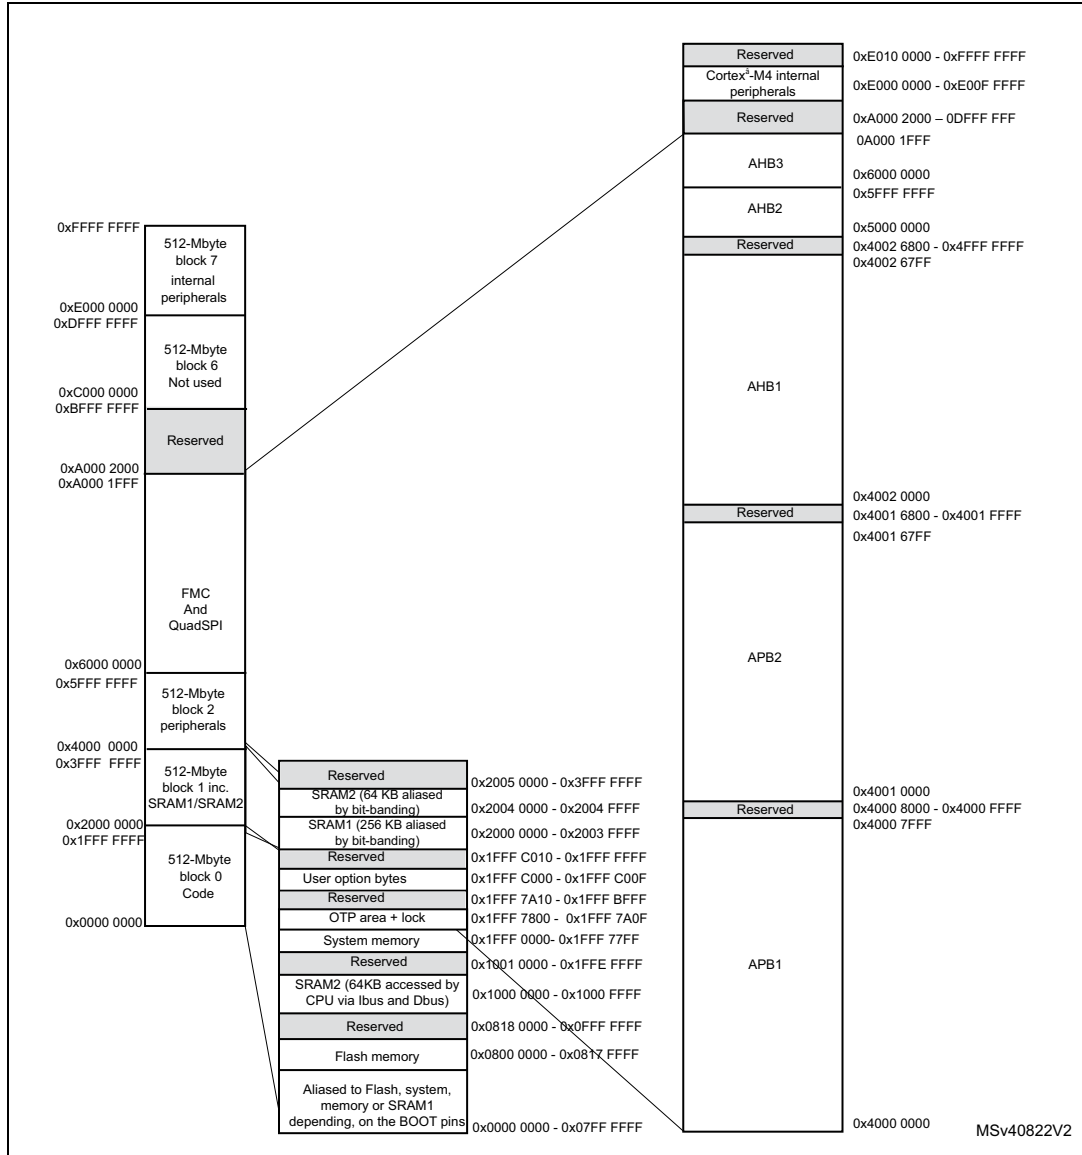 0xFFFF FFFF
512-Mbyte
block 7
internal
peripherals
0xE000 0000
0xDFFF FFFF
512-Mbyte
block 6
Not used
0xC000 0000
0xBFFF FFFF
Reserved
0xA000 2000
0xA000 1FFF
FMC
And
QuadSPI
0x6000 0000
0x5FFF FFFF
512-Mbyte
block 2
peripherals
0x4000 0000
0x3FFF FFFF
512-Mbyte
block 1 inc.
SRAM1/SRAM2
0x2000 0000
0x1FFF FFFF
512-Mbyte
block 0
Code
0x0000 0000
Reserved
0x2005 0000 - 0x3FFF FFFF
SRAM2 (64 KB aliased
by bit-banding)
0x2004 0000 - 0x2004 FFFF
SRAM1 (256 KB aliased
by bit-banding)
0x2000 0000 - 0x2003 FFFF
Reserved
0x1FFF C010 - 0x1FFF FFFF
User option bytes
0x1FFF C000 - 0x1FFF C00F
Reserved
0x1FFF 7A10 - 0x1FFF BFFF
OTP area + lock
0x1FFF 7800 - 0x1FFF 7A0F
System memory
0x1FFF 0000- 0x1FFF 77FF
Reserved
0x1001 0000 - 0x1FFE FFFF
SRAM2 (64KB accessed by
CPU via Ibus and Dbus)
0x1000 0000 - 0x1000 FFFF
Reserved
0x0818 0000 - 0x0FFF FFFF
Flash memory
0x0800 0000 - 0x0817 FFFF
Aliased to Flash, system,
memory or SRAM1
depending, on the BOOT pins
0x0000 0000 - 0x07FF FFFF
Reserved
0xE010 0000 - 0xFFFF FFFF
Cortexâ-M4 internal
peripherals
0xE000 0000 - 0xE00F FFFF
Reserved
0xA000 2000 – 0DFFF FFF
0A000 1FFF
AHB3
0x6000 0000
0x5FFF FFFF
AHB2
0x5000 0000
Reserved
0x4002 6800 - 0x4FFF FFFF
0x4002 67FF
AHB1
0x4002 0000
Reserved
0x4001 6800 - 0x4001 FFFF
0x4001 67FF
APB2
0x4001 0000
Reserved
0x4000 8000 - 0x4000 FFFF
0x4000 7FFF
APB1
0x4000 0000
MSv40822V2